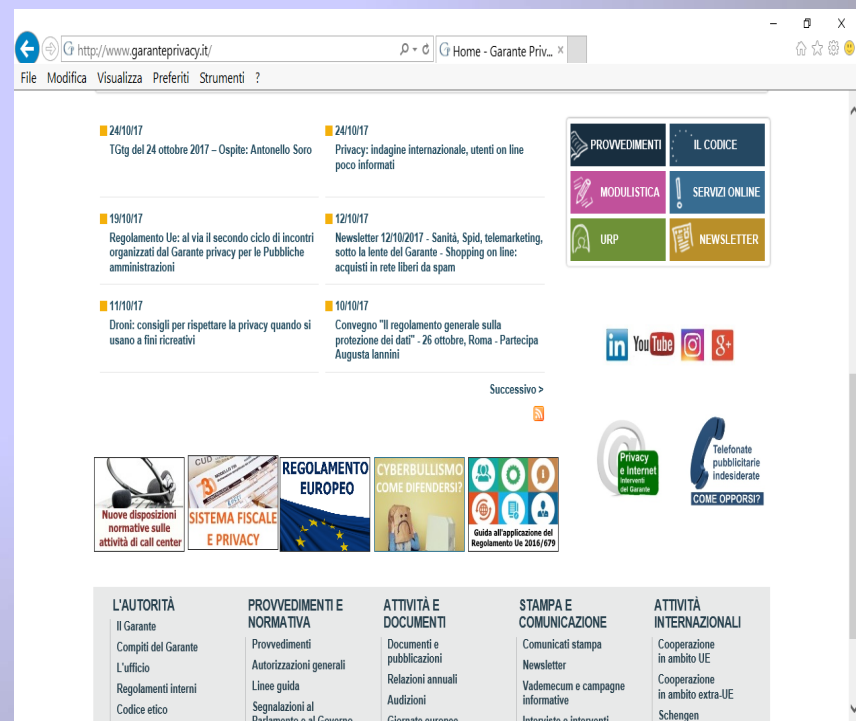 http://www.garanteprivacy.it/
Home - Garante Priv...
File Modifica Visualizza Preferiti Strumenti ?
24/10/17
TGtg del 24 ottobre 2017 – Ospite: Antonello Soro
24/10/17
Privacy: indagine internazionale, utenti on line
poco informati
19/10/17
Regolamento Ue: al via il secondo ciclo di incontri
organizzati dal Garante privacy per le Pubbliche
amministrazioni
12/10/17
Newsletter 12/10/2017 - Sanità, Spid, telemarketing,
sotto la lente del Garante - Shopping on line:
acquisti in rete liberi da spam
11/10/17
Droni: consigli per rispettare la privacy quando si
usano a fini ricreativi
10/10/17
Convegno "Il regolamento generale sulla
protezione dei dati" - 26 ottobre, Roma - Partecipa
Augusta Iannini
Successivo >
PROVVEDIMENTI
IL CODICE
MODULISTICA
SERVIZI ONLINE
URP
NEWSLETTER
in
YouTube
g+
Privacy
e Internet
Interventi
del Garante
Telefonate
pubblicitarie
indesiderate
COME OPPORSI?
Nuove disposizioni
normative sulle
attività di call center
CUD
SISTEMA FISCALE
E PRIVACY
REGOLAMENTO
EUROPEO
CYBERBULLISMO
COME DIFENDERSI?
Guida all'applicazione del
Regolamento Ue 2016/679
L'AUTORITÀ
Il Garante
Compiti del Garante
L'ufficio
Regolamenti interni
Codice etico
PROVVEDIMENTI E
NORMATIVA
Provvedimenti
Autorizzazioni generali
Linee guida
Segnalazioni al
Parlamento e al Governo
ATTIVITÀ E
DOCUMENTI
Documenti e
pubblicazioni
Relazioni annuali
Audizioni
Giornate europee
STAMPA E
COMUNICAZIONE
Comunicati stampa
Newsletter
Vademecum e campagne
informative
Interviste e interventi
ATTIVITÀ
INTERNAZIONALI
Cooperazione
in ambito UE
Cooperazione
in ambito extra-UE
Schengen